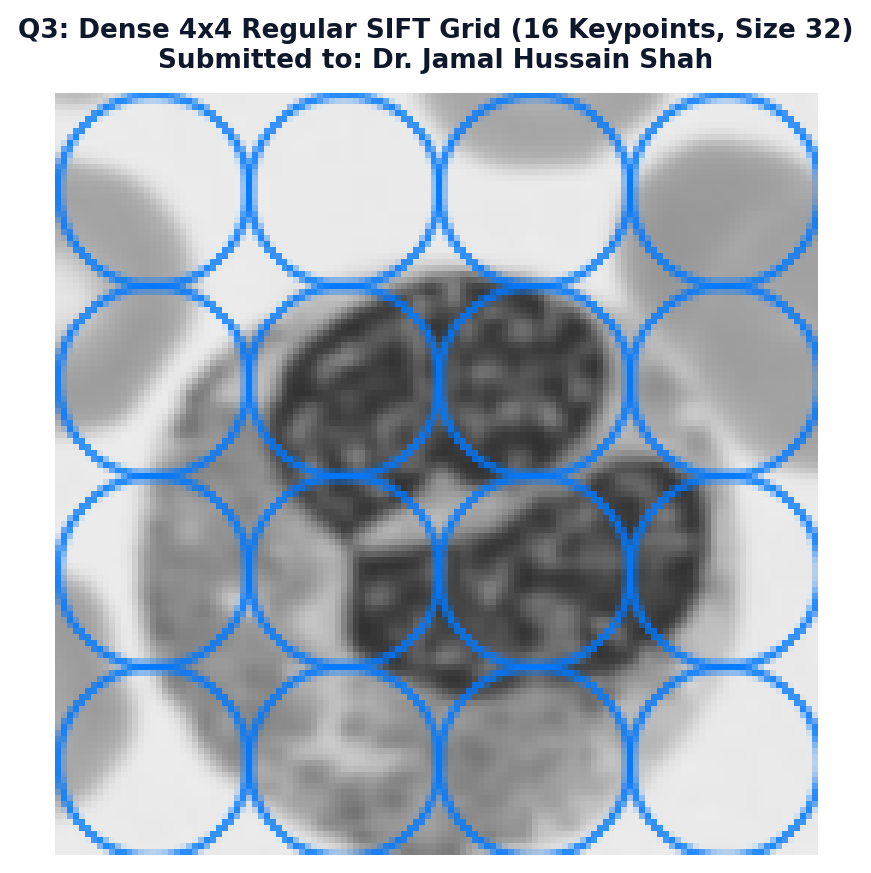 Q3: Dense 4x4 Regular SIFT Grid (16 Keypoints, Size 32)
Submitted to: Dr. Jamal Hussain Shah